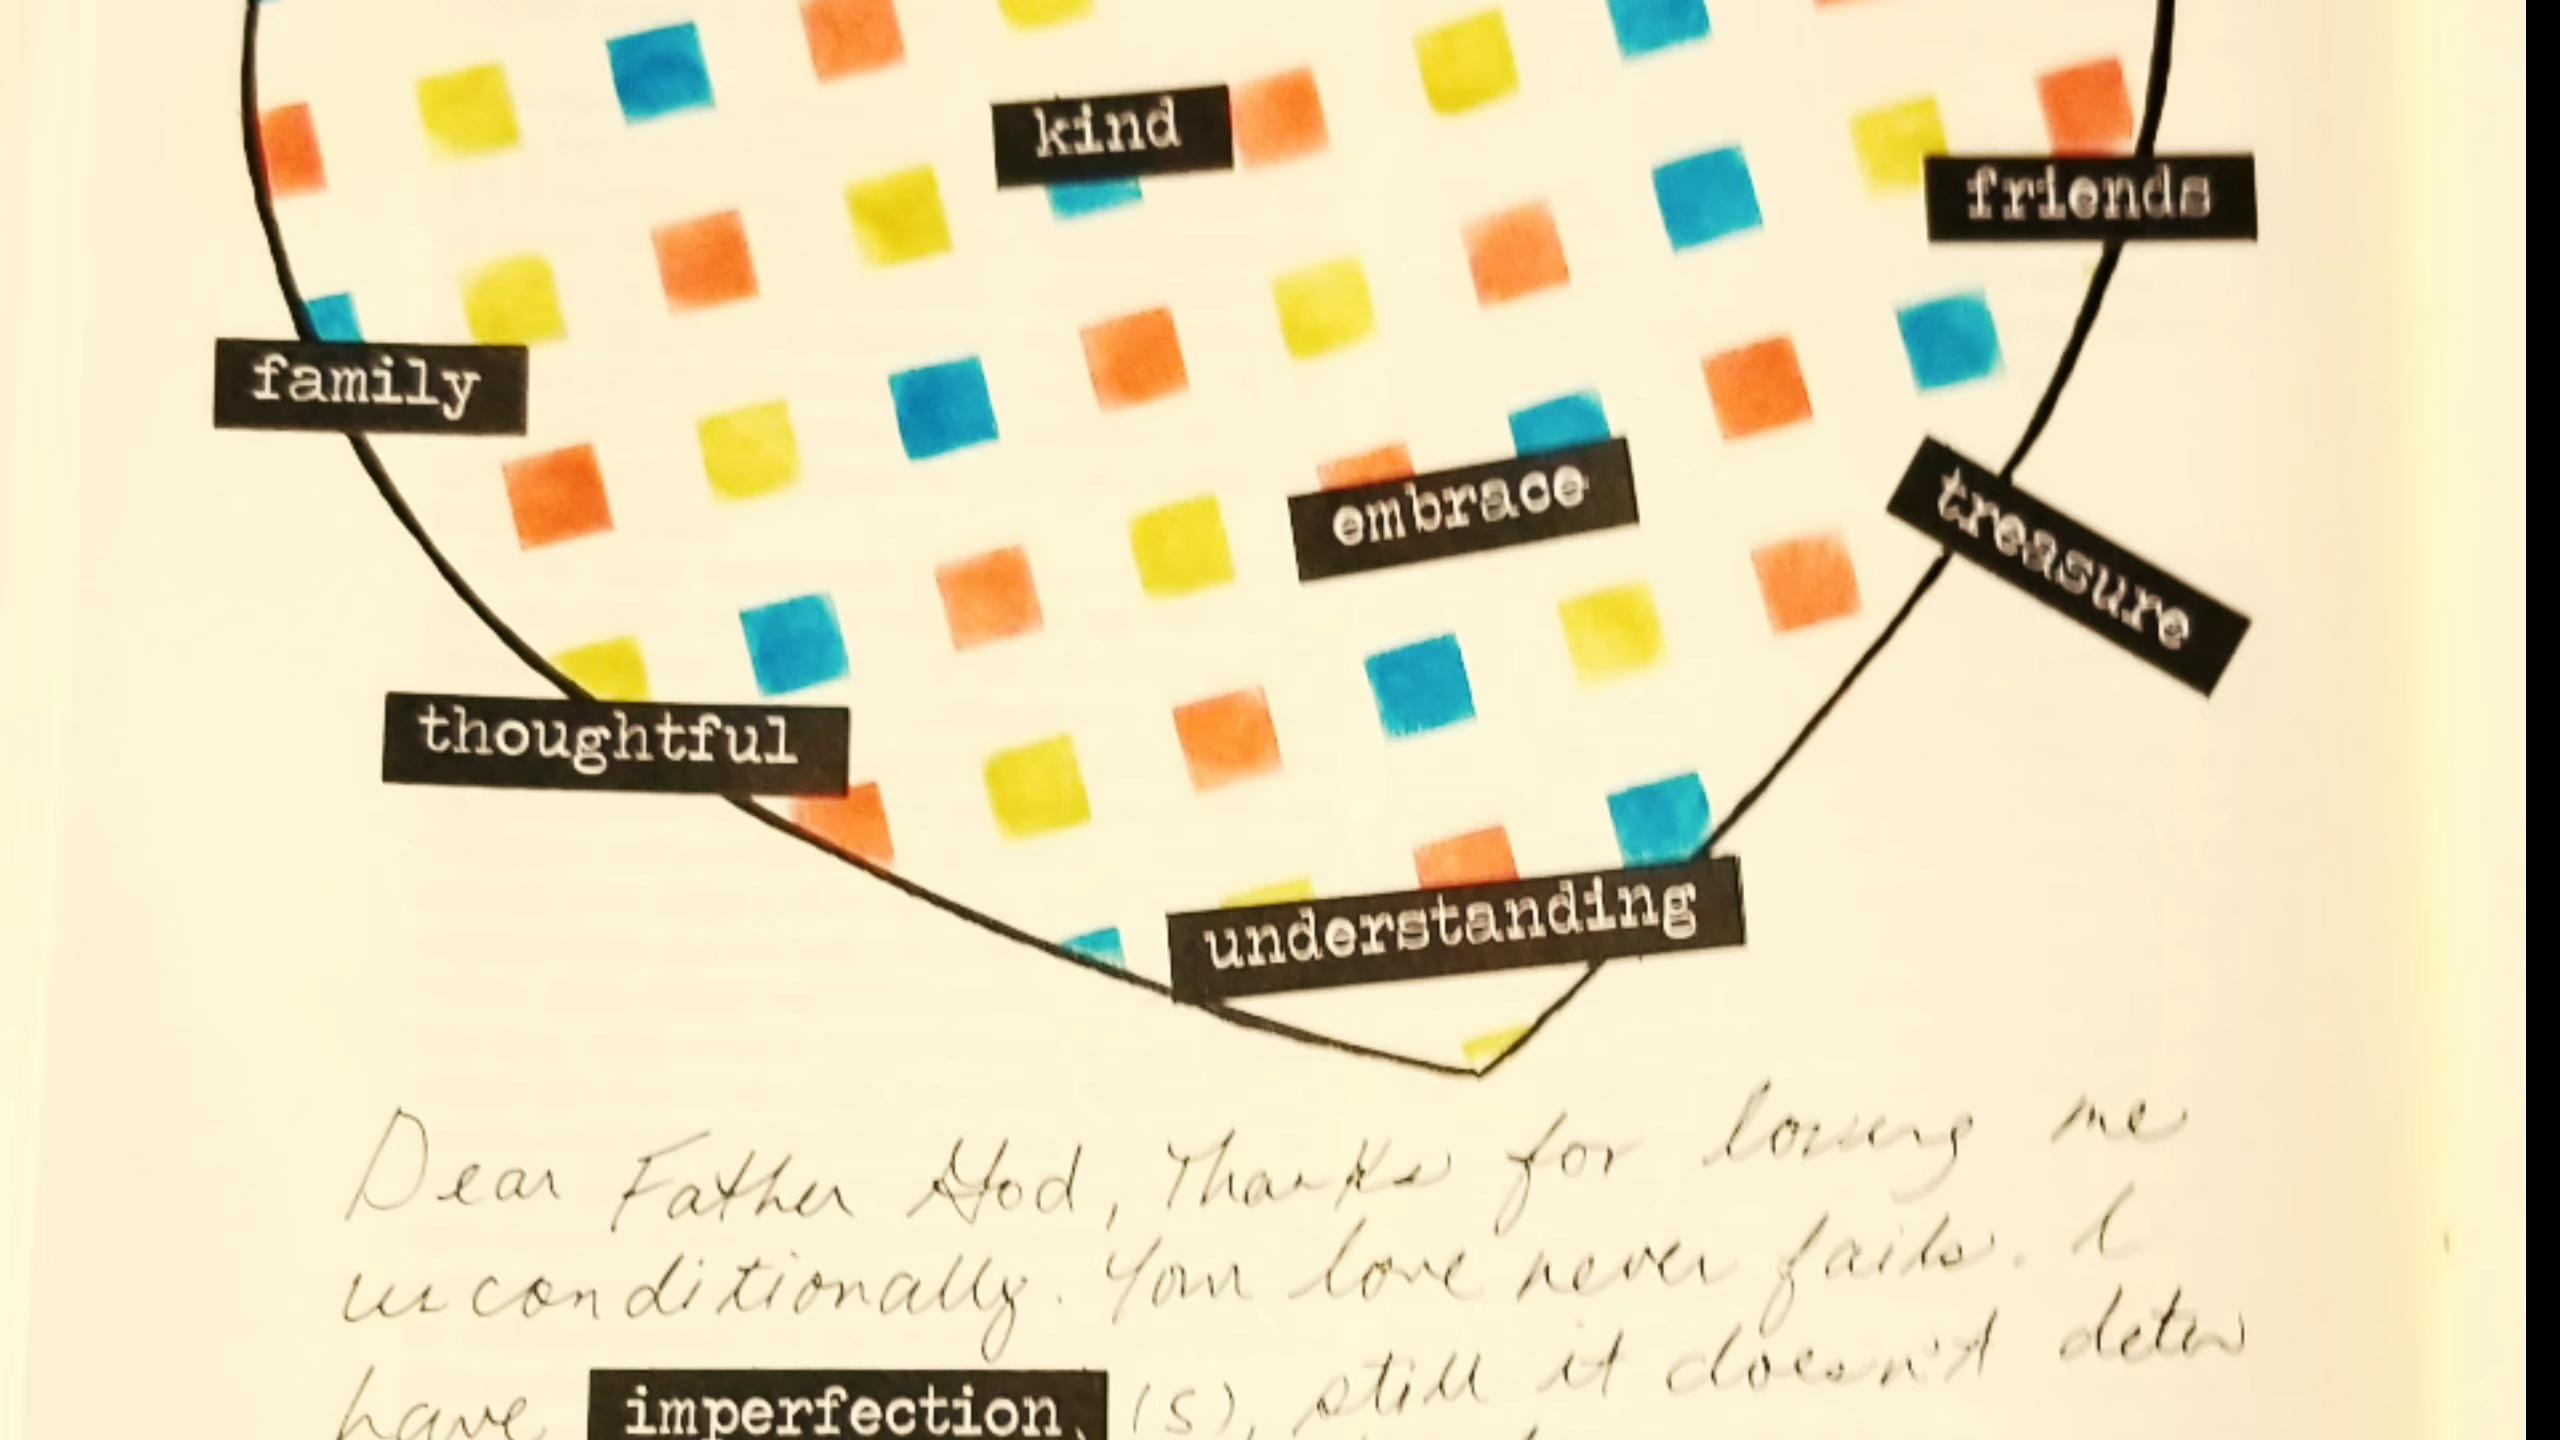 kind
friends
family
embrace
treasure
thoughtful
understanding
Dear Father God, Thanks for loving me
unconditionally. Your love never fails. I
have imperfection (s), still it doesn't deter